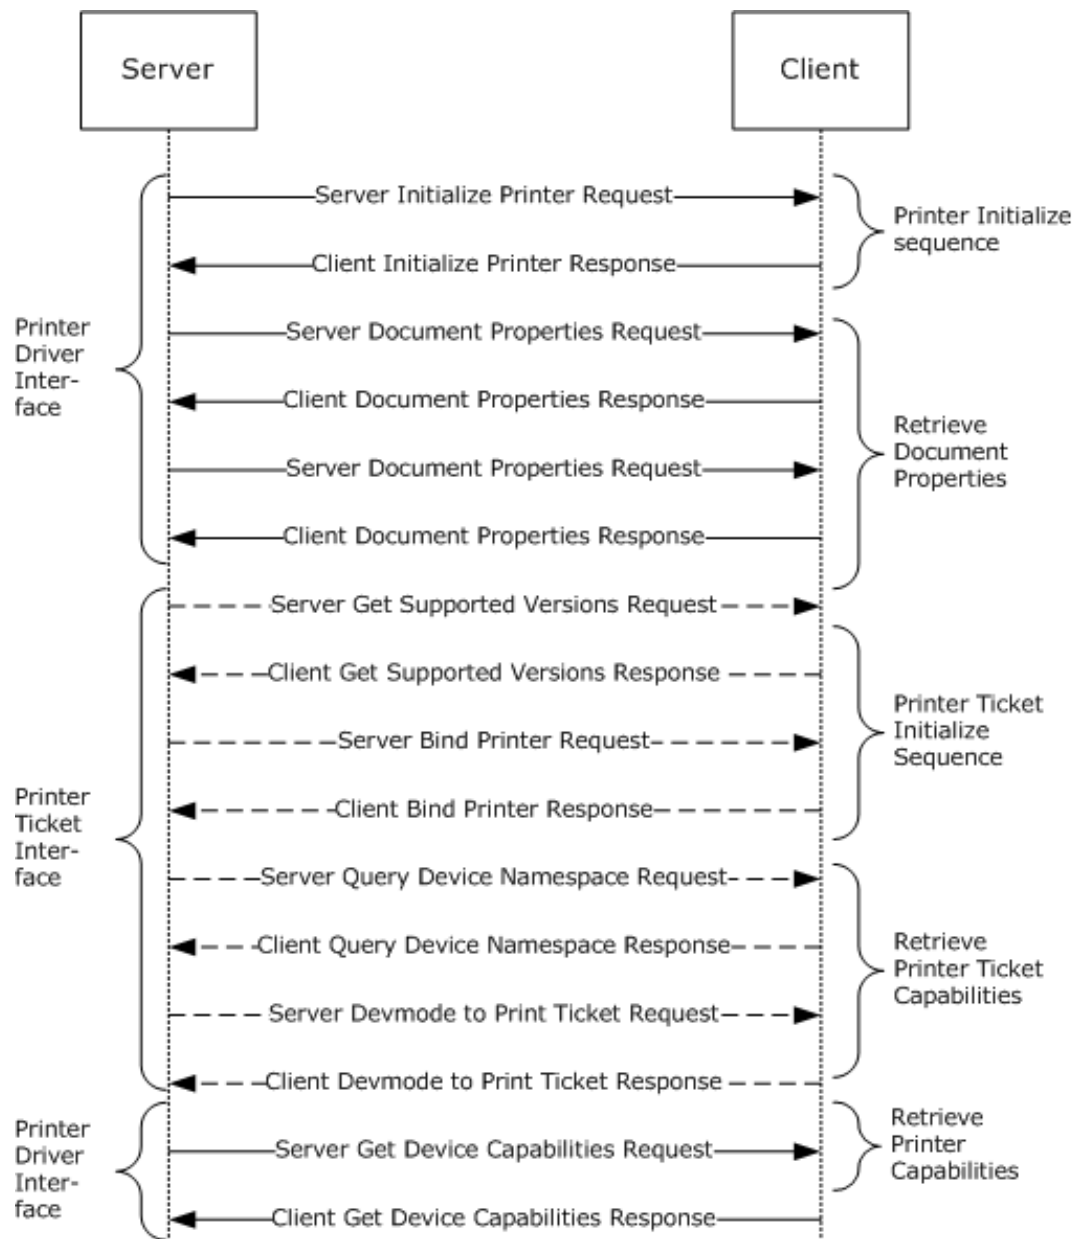 Server
Client
Server Initialize Printer Request
Printer Initialize
sequence
Client Initialize Printer Response
Printer
Driver
Inter-
face
Server Document Properties Request
Client Document Properties Response
Retrieve
Document
Properties
Server Document Properties Request
Client Document Properties Response
Server Get Supported Versions Request
Client Get Supported Versions Response
Printer Ticket
Initialize
Sequence
Server Bind Printer Request
Printer
Ticket
Inter-
face
Client Bind Printer Response
Server Query Device Namespace Request
Client Query Device Namespace Response
Retrieve
Printer Ticket
Capabilities
Server Devmode to Print Ticket Request
Client Devmode to Print Ticket Response
Printer
Driver
Inter-
face
Server Get Device Capabilities Request
Retrieve
Printer
Capabilities
Client Get Device Capabilities Response